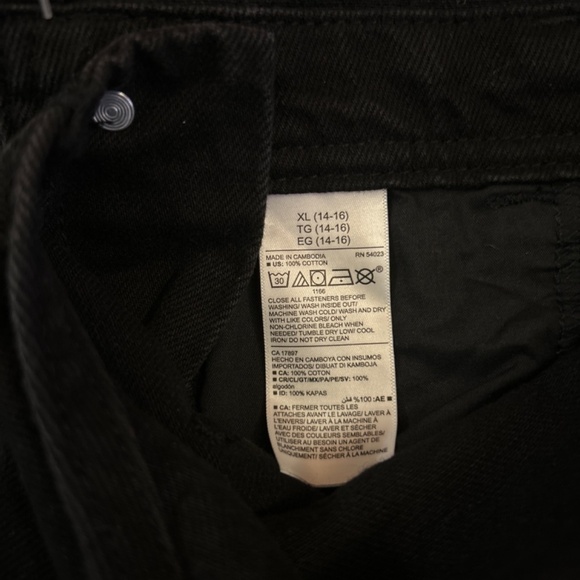 XL (14-16)
TG (14-16)
EG (14-16)
MADE IN CAMBODIA RN 54023
■ US: 100% COTTON
30
®
1166
CLOSE ALL FASTENERS BEFORE
WASHING/ WASH INSIDE OUT/
MACHINE WASH COLD/ WASH AND DRY
WITH LIKE COLORS/ ONLY
NON-CHLORINE BLEACH WHEN
NEEDED/ TUMBLE DRY LOW/ COOL
IRON/ DO NOT DRY CLEAN
CA 17897
HECHO EN CAMBOYA CON INSUMOS
IMPORTADOS/ DIBUAT DI KAMBOJA
■ CA: 100% COTON
■ CR/CL/GT/MX/PA/PE/SV: 100%
algodón
■ ID: 100% KAPAS
■ AE: 100% قطن
■ CA: FERMER TOUTES LES
ATTACHES AVANT LE LAVAGE/ LAVER À
L'ENVERS/ LAVER À LA MACHINE À
L'EAU FROIDE/ LAVER ET SÉCHER
AVEC DES COULEURS SEMBLABLES/
UTILISER AU BESOIN UN AGENT DE
BLANCHIMENT SANS CHLORE
UNIQUEMENT/ SÉCHER À LA MACHINE